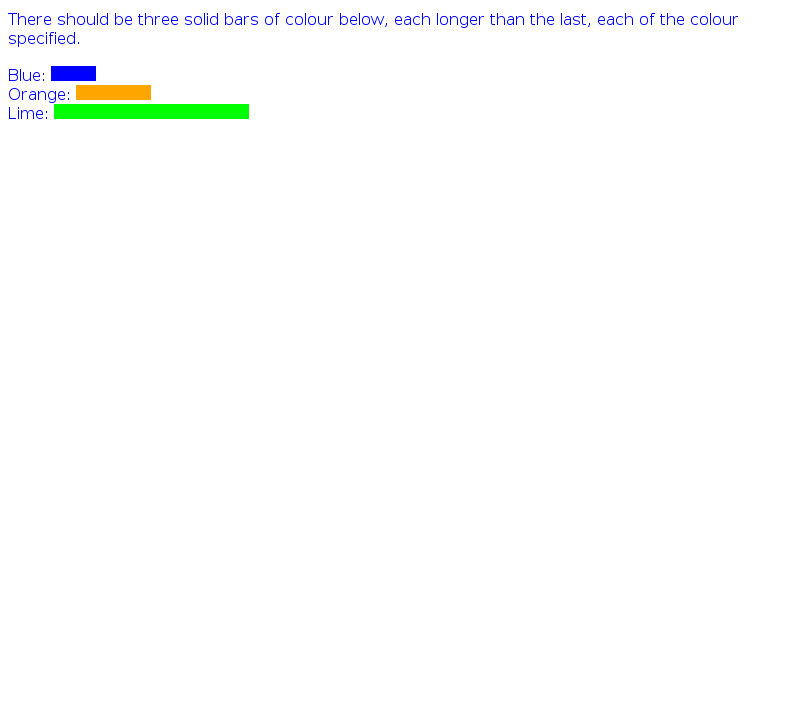 There should be three solid bars of colour below, each longer than the last, each of the colour
specified.
Blue:
Orange:
Lime: